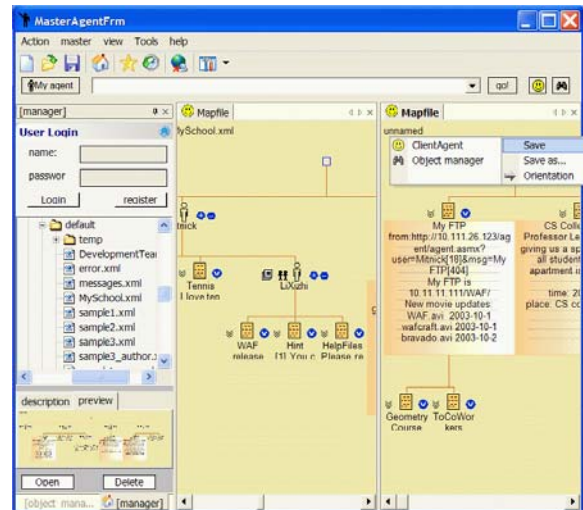 MasterAgentFrm
Action master view Tools help
My agent
go!
[manager]
User Login
name:
passwor
Login register
default
temp
DevelopmentTear
error.xml
messages.xml
MySchool.xml
sample1.xml
sample2.xml
sample3.xml
sample3_author.
description preview
Open Delete
[object mana... [manager]
Mapfile
MySchool.xml
tnick
Tennis
I love ten
LiXizhi
WAF
release
Hint
[1] You c
HelpFiles
Please re
Mapfile
unnamed
ClientAgent
Object manager
Save
Save as...
Orientation
My FTP
from:http://10.111.26.123/ag
ent/agent.asmx?
user=Mitnick[18]&msg=My
FTP[404]
My FTP is
10.11.11.111/WAF/
New movie updates:
WAF.avi 2003-10-1
wafcraft.avi 2003-10-1
bravado.avi 2003-10-2
CS Colle
Professor Le
giving us a sp
all student
apartment i
time: 20
place: CS co
Geometry
Course
ToCoWor
kers